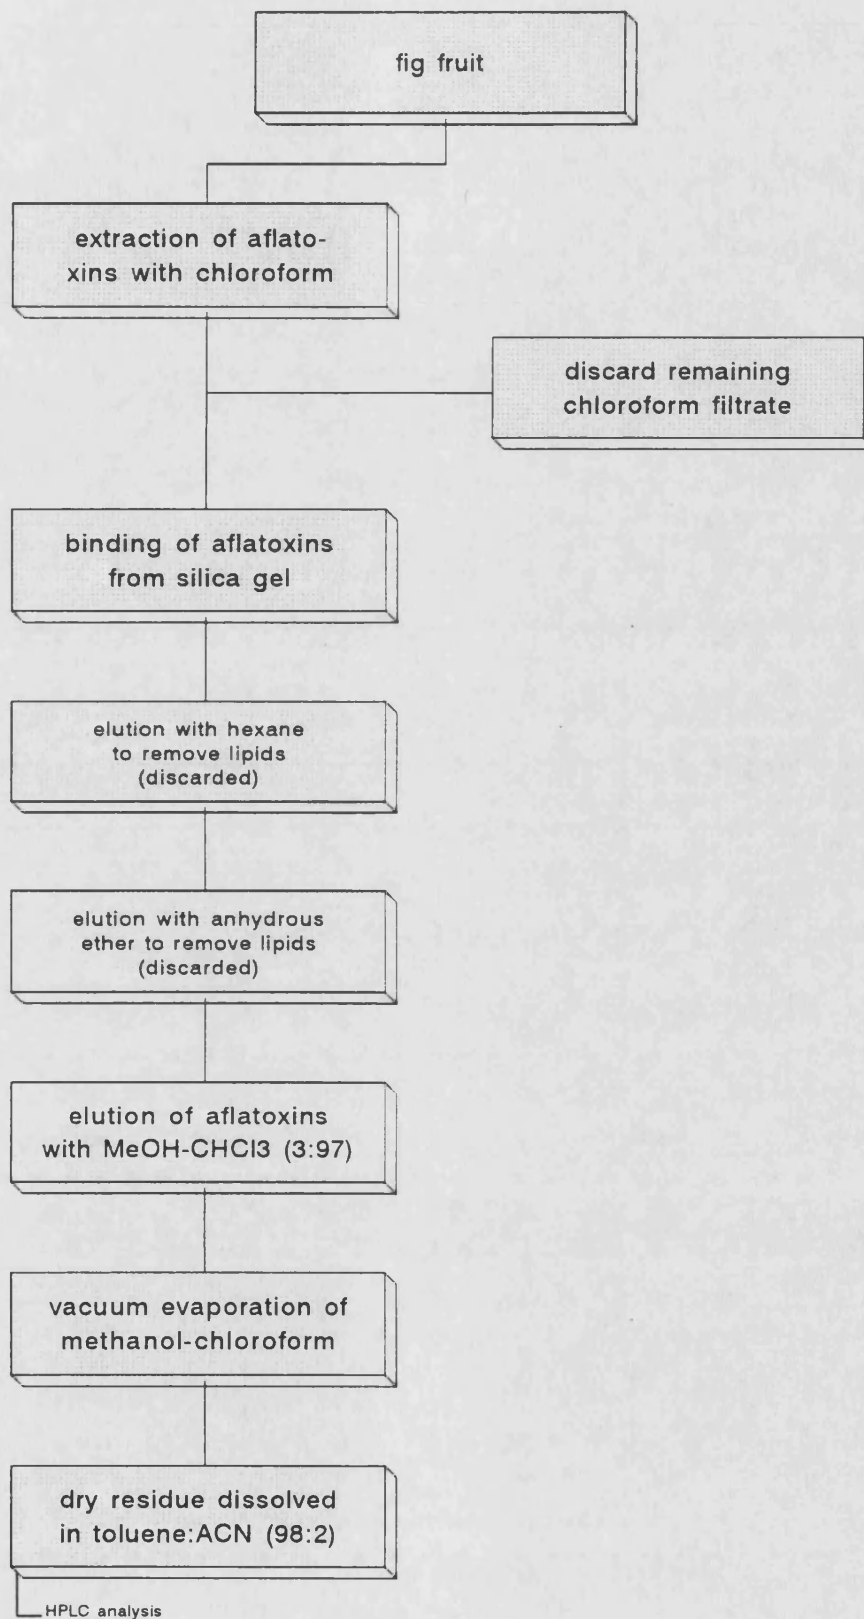 fig fruit
extraction of aflato-
xins with chloroform
discard remaining
chloroform filtrate
binding of aflatoxins
from silica gel
elution with hexane
to remove lipids
(discarded)
elution with anhydrous
ether to remove lipids
(discarded)
elution of aflatoxins
with MeOH-CHCl3 (3:97)
vacuum evaporation of
methanol-chloroform
dry residue dissolved
in toluene:ACN (98:2)
HPLC analysis